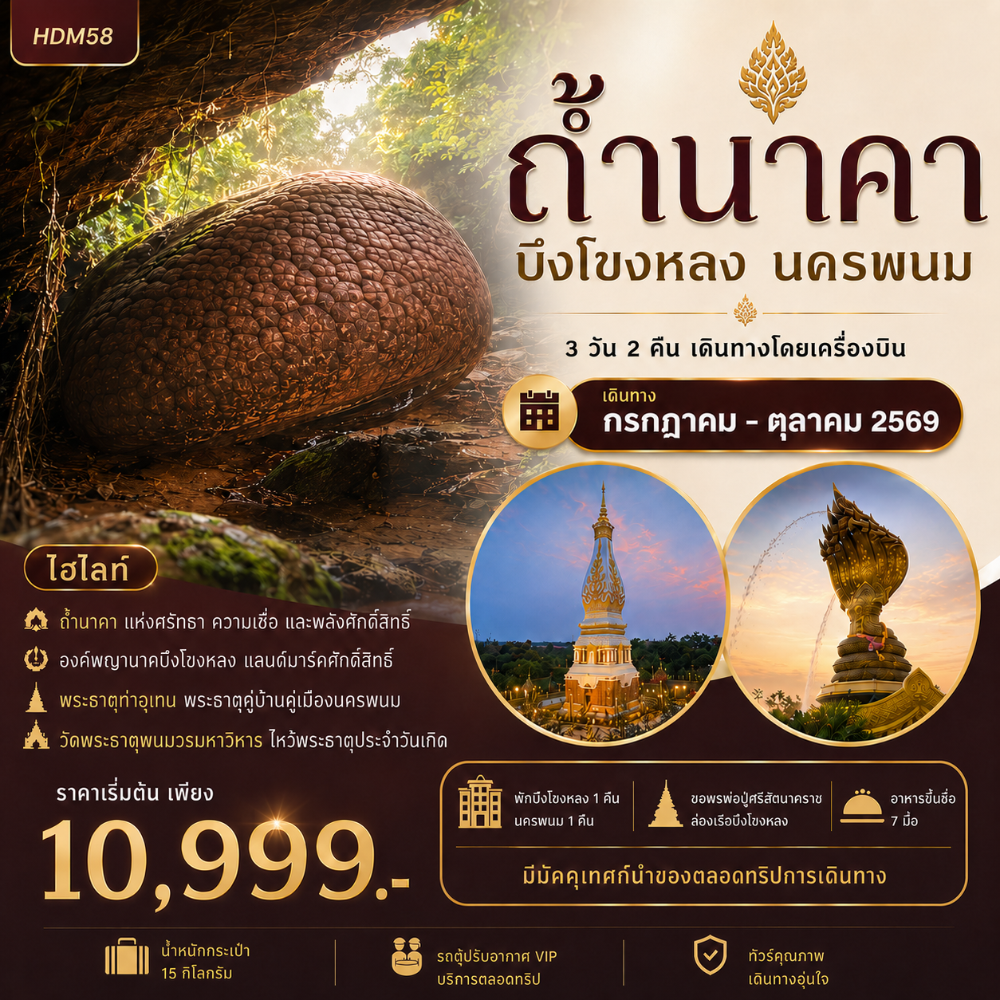 HDM58
ถ้ำนาคา
บึงโขงหลง นครพนม
3 วัน 2 คืน เดินทางโดยเครื่องบิน
เดินทาง
กรกฎาคม - ตุลาคม 2569
ไฮไลท์
ถ้ำนาคา แห่งศรัทธา ความเชื่อ และพลังศักดิ์สิทธิ์
องค์พญานาคบึงโขงหลง แลนด์มาร์คศักดิ์สิทธิ์
พระธาตุท่าอุเทน พระธาตุคู่บ้านคู่เมืองนครพนม
วัดพระธาตุพนมวรมหาวิหาร ไหว้พระธาตุประจำวันเกิด
ราคาเริ่มต้น เพียง
10,999.-
พักบึงโขงหลง 1 คืน
นครพนม 1 คืน
ขอพรพ่อปู่ศรีสัตนาคราช
ล่องเรือบึงโขงหลง
อาหารขึ้นชื่อ
7 มื้อ
มีมัคคุเทศก์นำของตลอดทริปการเดินทาง
น้ำหนักกระเป๋า
15 กิโลกรัม
รถตู้ปรับอากาศ VIP
บริการตลอดทริป
ทัวร์คุณภาพ
เดินทางอุ่นใจ